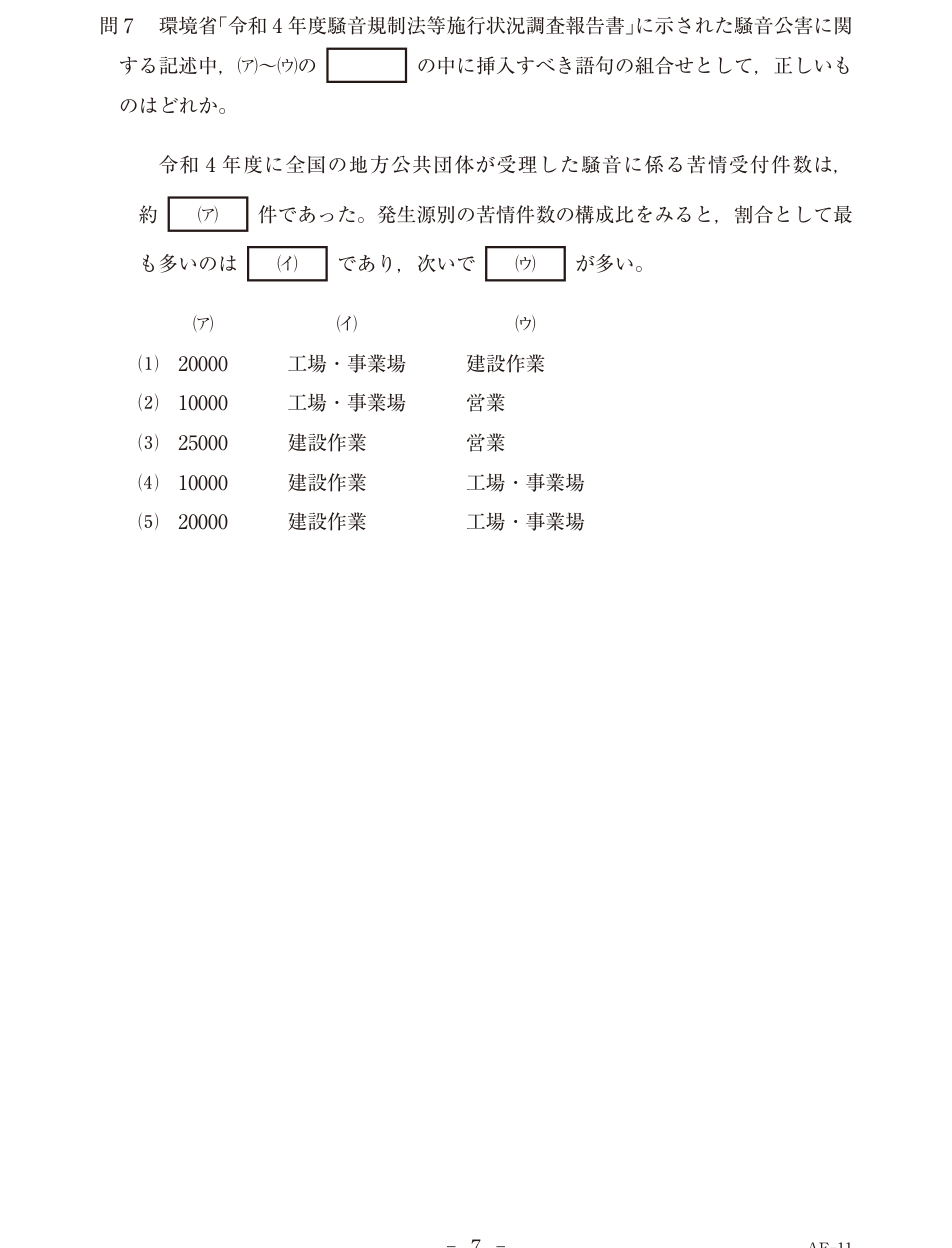 問7 環境省「令和4年度騒音規制法等施行状況調査報告書」に示された騒音公害に関
する記述中，㋐～㋒の の中に挿入すべき語句の組合せとして，正しいも
のはどれか。
令和4年度に全国の地方公共団体が受理した騒音に係る苦情受付件数は，
約 (ア) 件であった。発生源別の苦情件数の構成比をみると，割合として最
も多いのは (イ) であり，次いで (ウ) が多い。
(ア) (イ) (ウ)
(1) 20000 工場・事業場 建設作業
(2) 10000 工場・事業場 営業
(3) 25000 建設作業 営業
(4) 10000 建設作業 工場・事業場
(5) 20000 建設作業 工場・事業場
－ 7 －